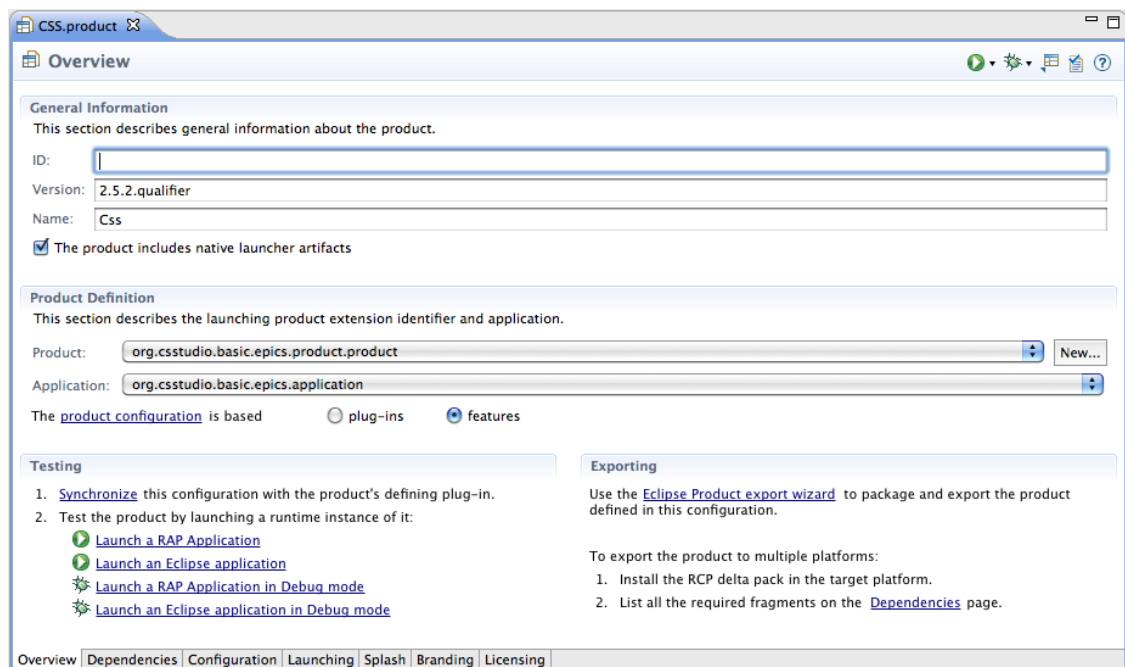 CSS.product
Overview
General Information
This section describes general information about the product.
ID:
Version: 2.5.2.qualifier
Name: Css
The product includes native launcher artifacts
Product Definition
This section describes the launching product extension identifier and application.
Product: org.csstudio.basic.epics.product.product New...
Application: org.csstudio.basic.epics.application
The product configuration is based plug-ins features
Testing
1. Synchronize this configuration with the product's defining plug-in.
2. Test the product by launching a runtime instance of it:
Launch a RAP Application
Launch an Eclipse application
Launch a RAP Application in Debug mode
Launch an Eclipse application in Debug mode
Exporting
Use the Eclipse Product export wizard to package and export the product
defined in this configuration.
To export the product to multiple platforms:
1. Install the RCP delta pack in the target platform.
2. List all the required fragments on the Dependencies page.
Overview Dependencies Configuration Launching Splash Branding Licensing